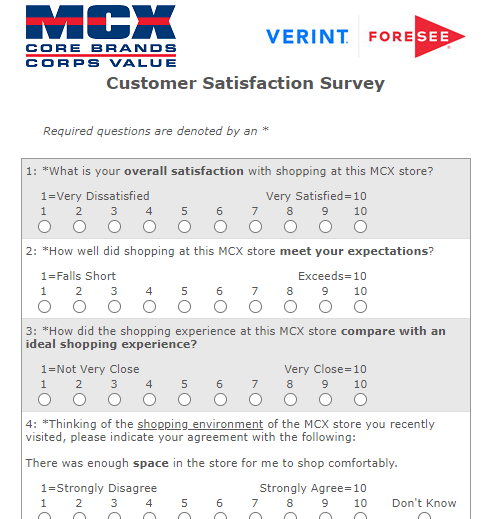 MCX
CORE BRANDS
CORPS VALUE
VERINT. FORESEE
Customer Satisfaction Survey
Required questions are denoted by an *
1: *What is your overall satisfaction with shopping at this MCX store?
1=Very Dissatisfied Very Satisfied=10
1 2 3 4 5 6 7 8 9 10
2: *How well did shopping at this MCX store meet your expectations?
1=Falls Short Exceeds=10
1 2 3 4 5 6 7 8 9 10
3: *How did the shopping experience at this MCX store compare with an
ideal shopping experience?
1=Not Very Close Very Close=10
1 2 3 4 5 6 7 8 9 10
4: *Thinking of the shopping environment of the MCX store you recently
visited, please indicate your agreement with the following:
There was enough space in the store for me to shop comfortably.
1=Strongly Disagree Strongly Agree=10
1 2 3 4 5 6 7 8 9 10 Don't Know